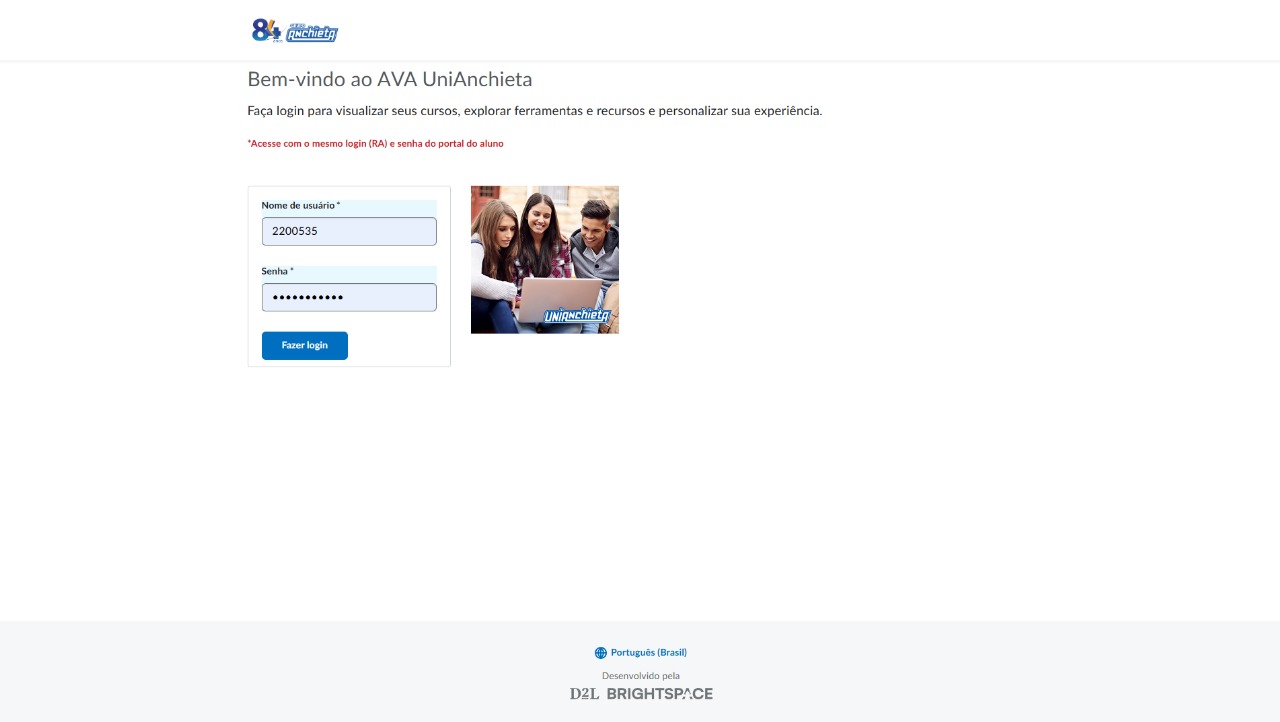 84 ANOS GRUPO ANCHIETA
Bem-vindo ao AVA UniAnchieta
Faça login para visualizar seus cursos, explorar ferramentas e recursos e personalizar sua experiência.
*Acesse com o mesmo login (RA) e senha do portal do aluno
Nome de usuário *
2200535
Senha *
•••••••••••
Fazer login
UNIANCHIETA
Português (Brasil)
Desenvolvido pela
D2L BRIGHTSPACE